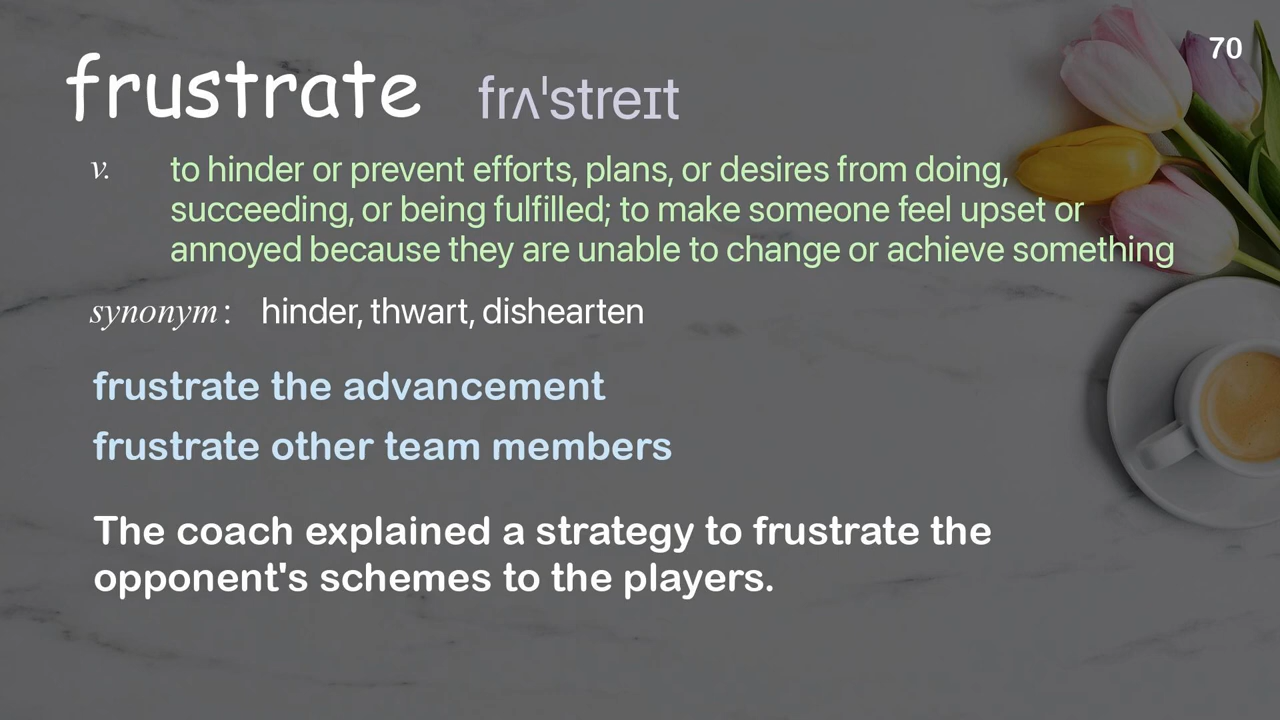 70
frustrate frʌˈstreɪt
v. to hinder or prevent efforts, plans, or desires from doing,
succeeding, or being fulfilled; to make someone feel upset or
annoyed because they are unable to change or achieve something
synonym : hinder, thwart, dishearten
frustrate the advancement
frustrate other team members
The coach explained a strategy to frustrate the
opponent's schemes to the players.